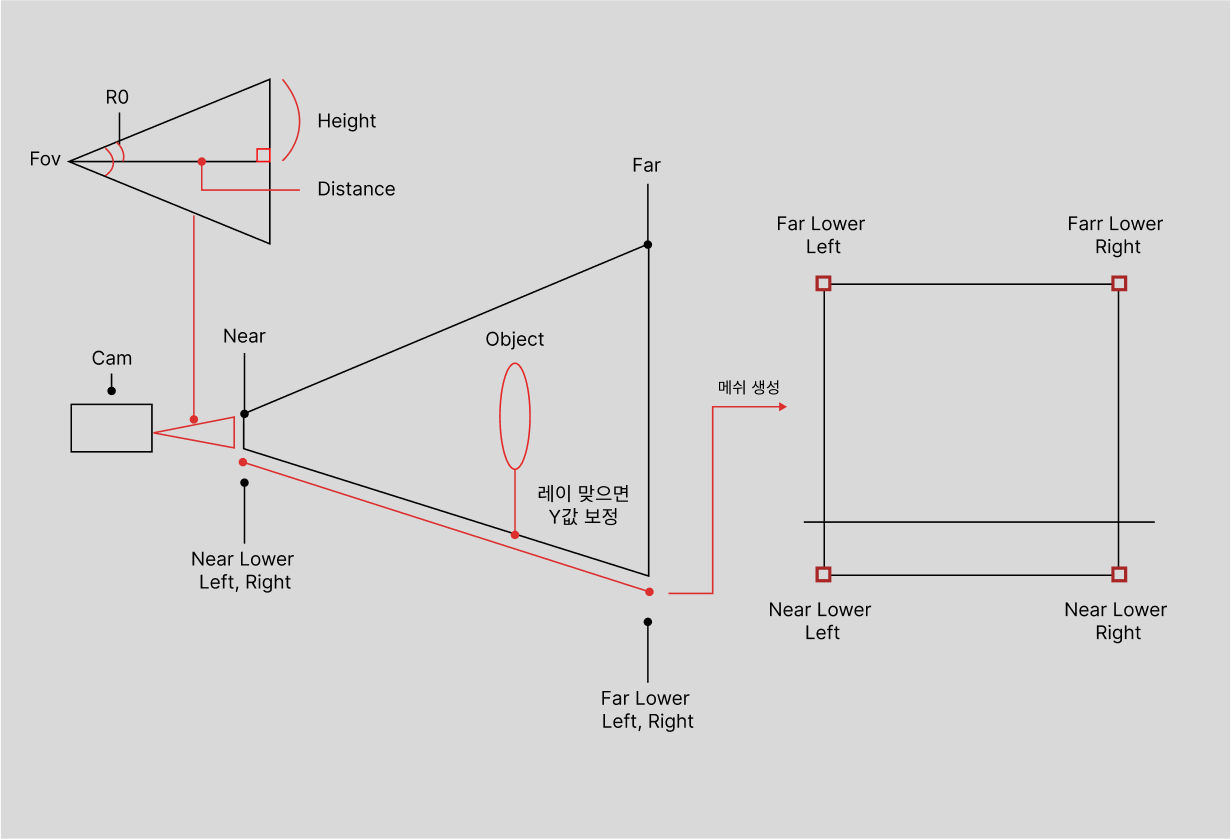 R0
Height
Fov
Distance
Far
Far Lower
Left
Farr Lower
Right
Near
Object
Cam
메쉬 생성
레이 맞으면
Y값 보정
Near Lower
Left, Right
Near Lower
Left
Near Lower
Right
Far Lower
Left, Right